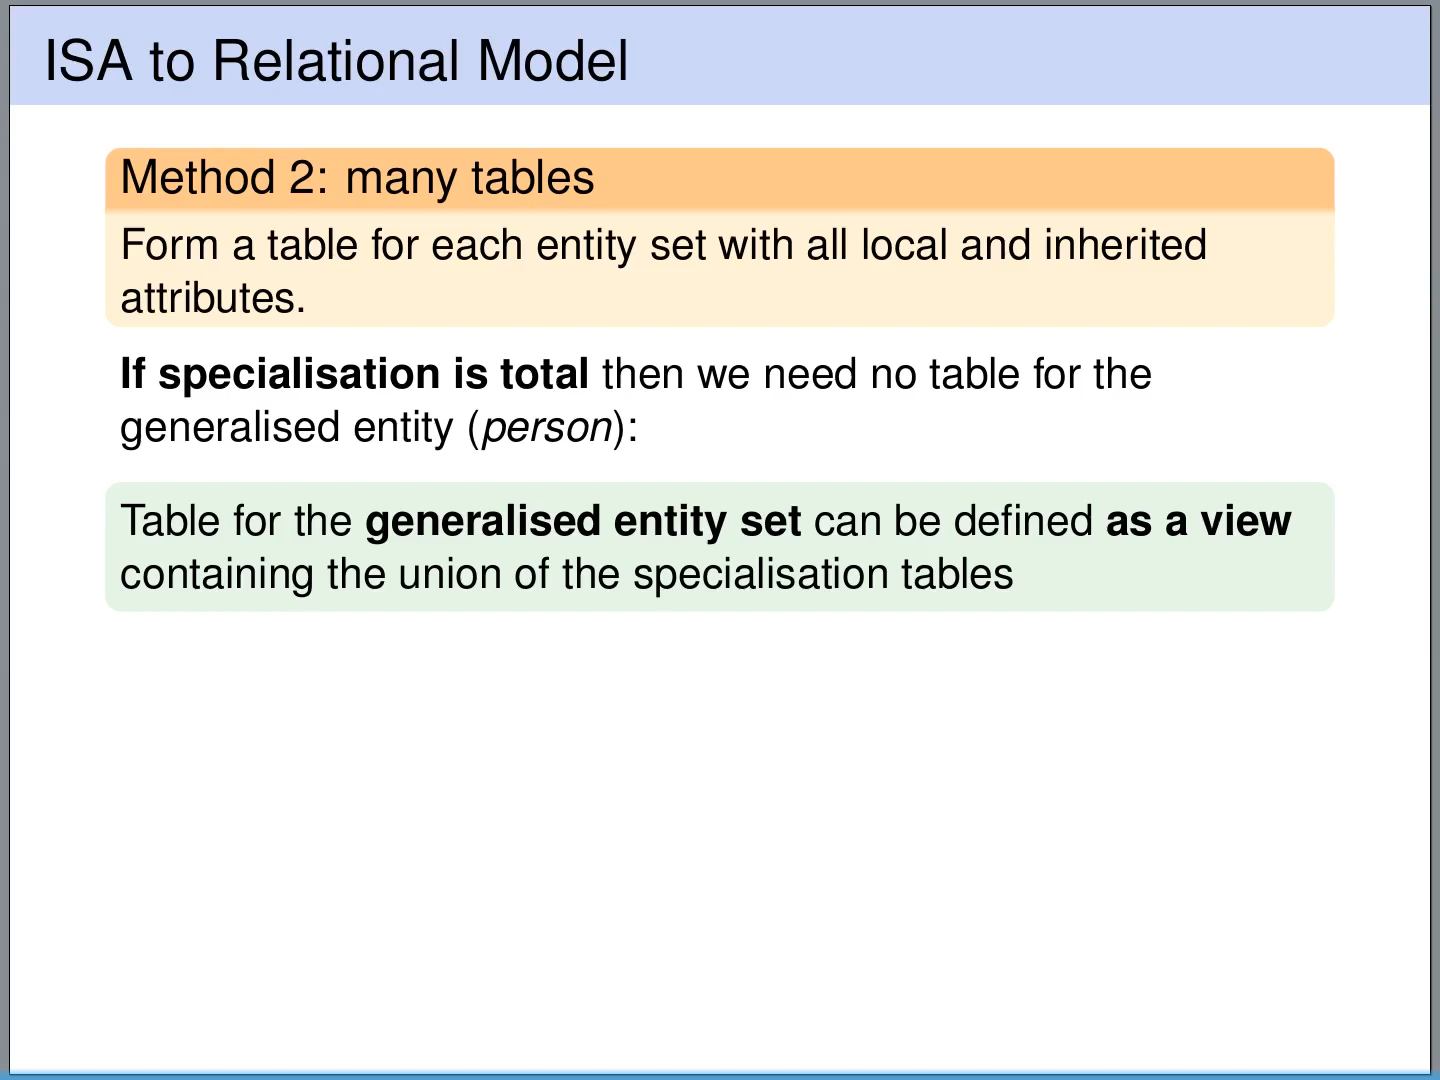 ISA to Relational Model
Method 2: many tables
Form a table for each entity set with all local and inherited
attributes.
If specialisation is total then we need no table for the
generalised entity (person):
Table for the generalised entity set can be defined as a view
containing the union of the specialisation tables